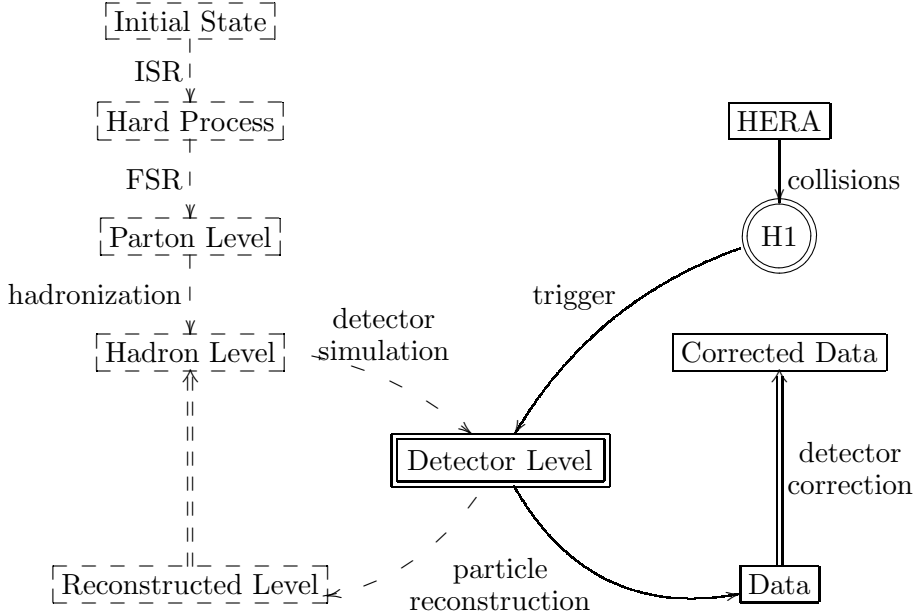 Initial State
ISR
Hard Process
HERA
FSR
collisions
Parton Level
H1
hadronization
trigger
detector
simulation
Hadron Level
Corrected Data
Detector Level
detector
correction
particle
reconstruction
Reconstructed Level
Data